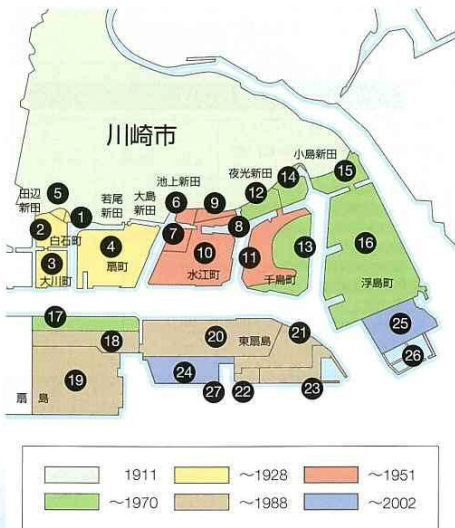 川崎市
小島新田
夜光新田
14
15
12
池上新田
田辺
新田
5
若尾
新田
大島
新田
6
9
1
2
白石町
7
8
4
10
11
13
16
3
扇町
大川町
水江町
千鳥町
浮島町
17
18
20
東扇島
21
25
26
19
扇島
24
27
22
23
1911
~1928
~1951
~1970
~1988
~2002